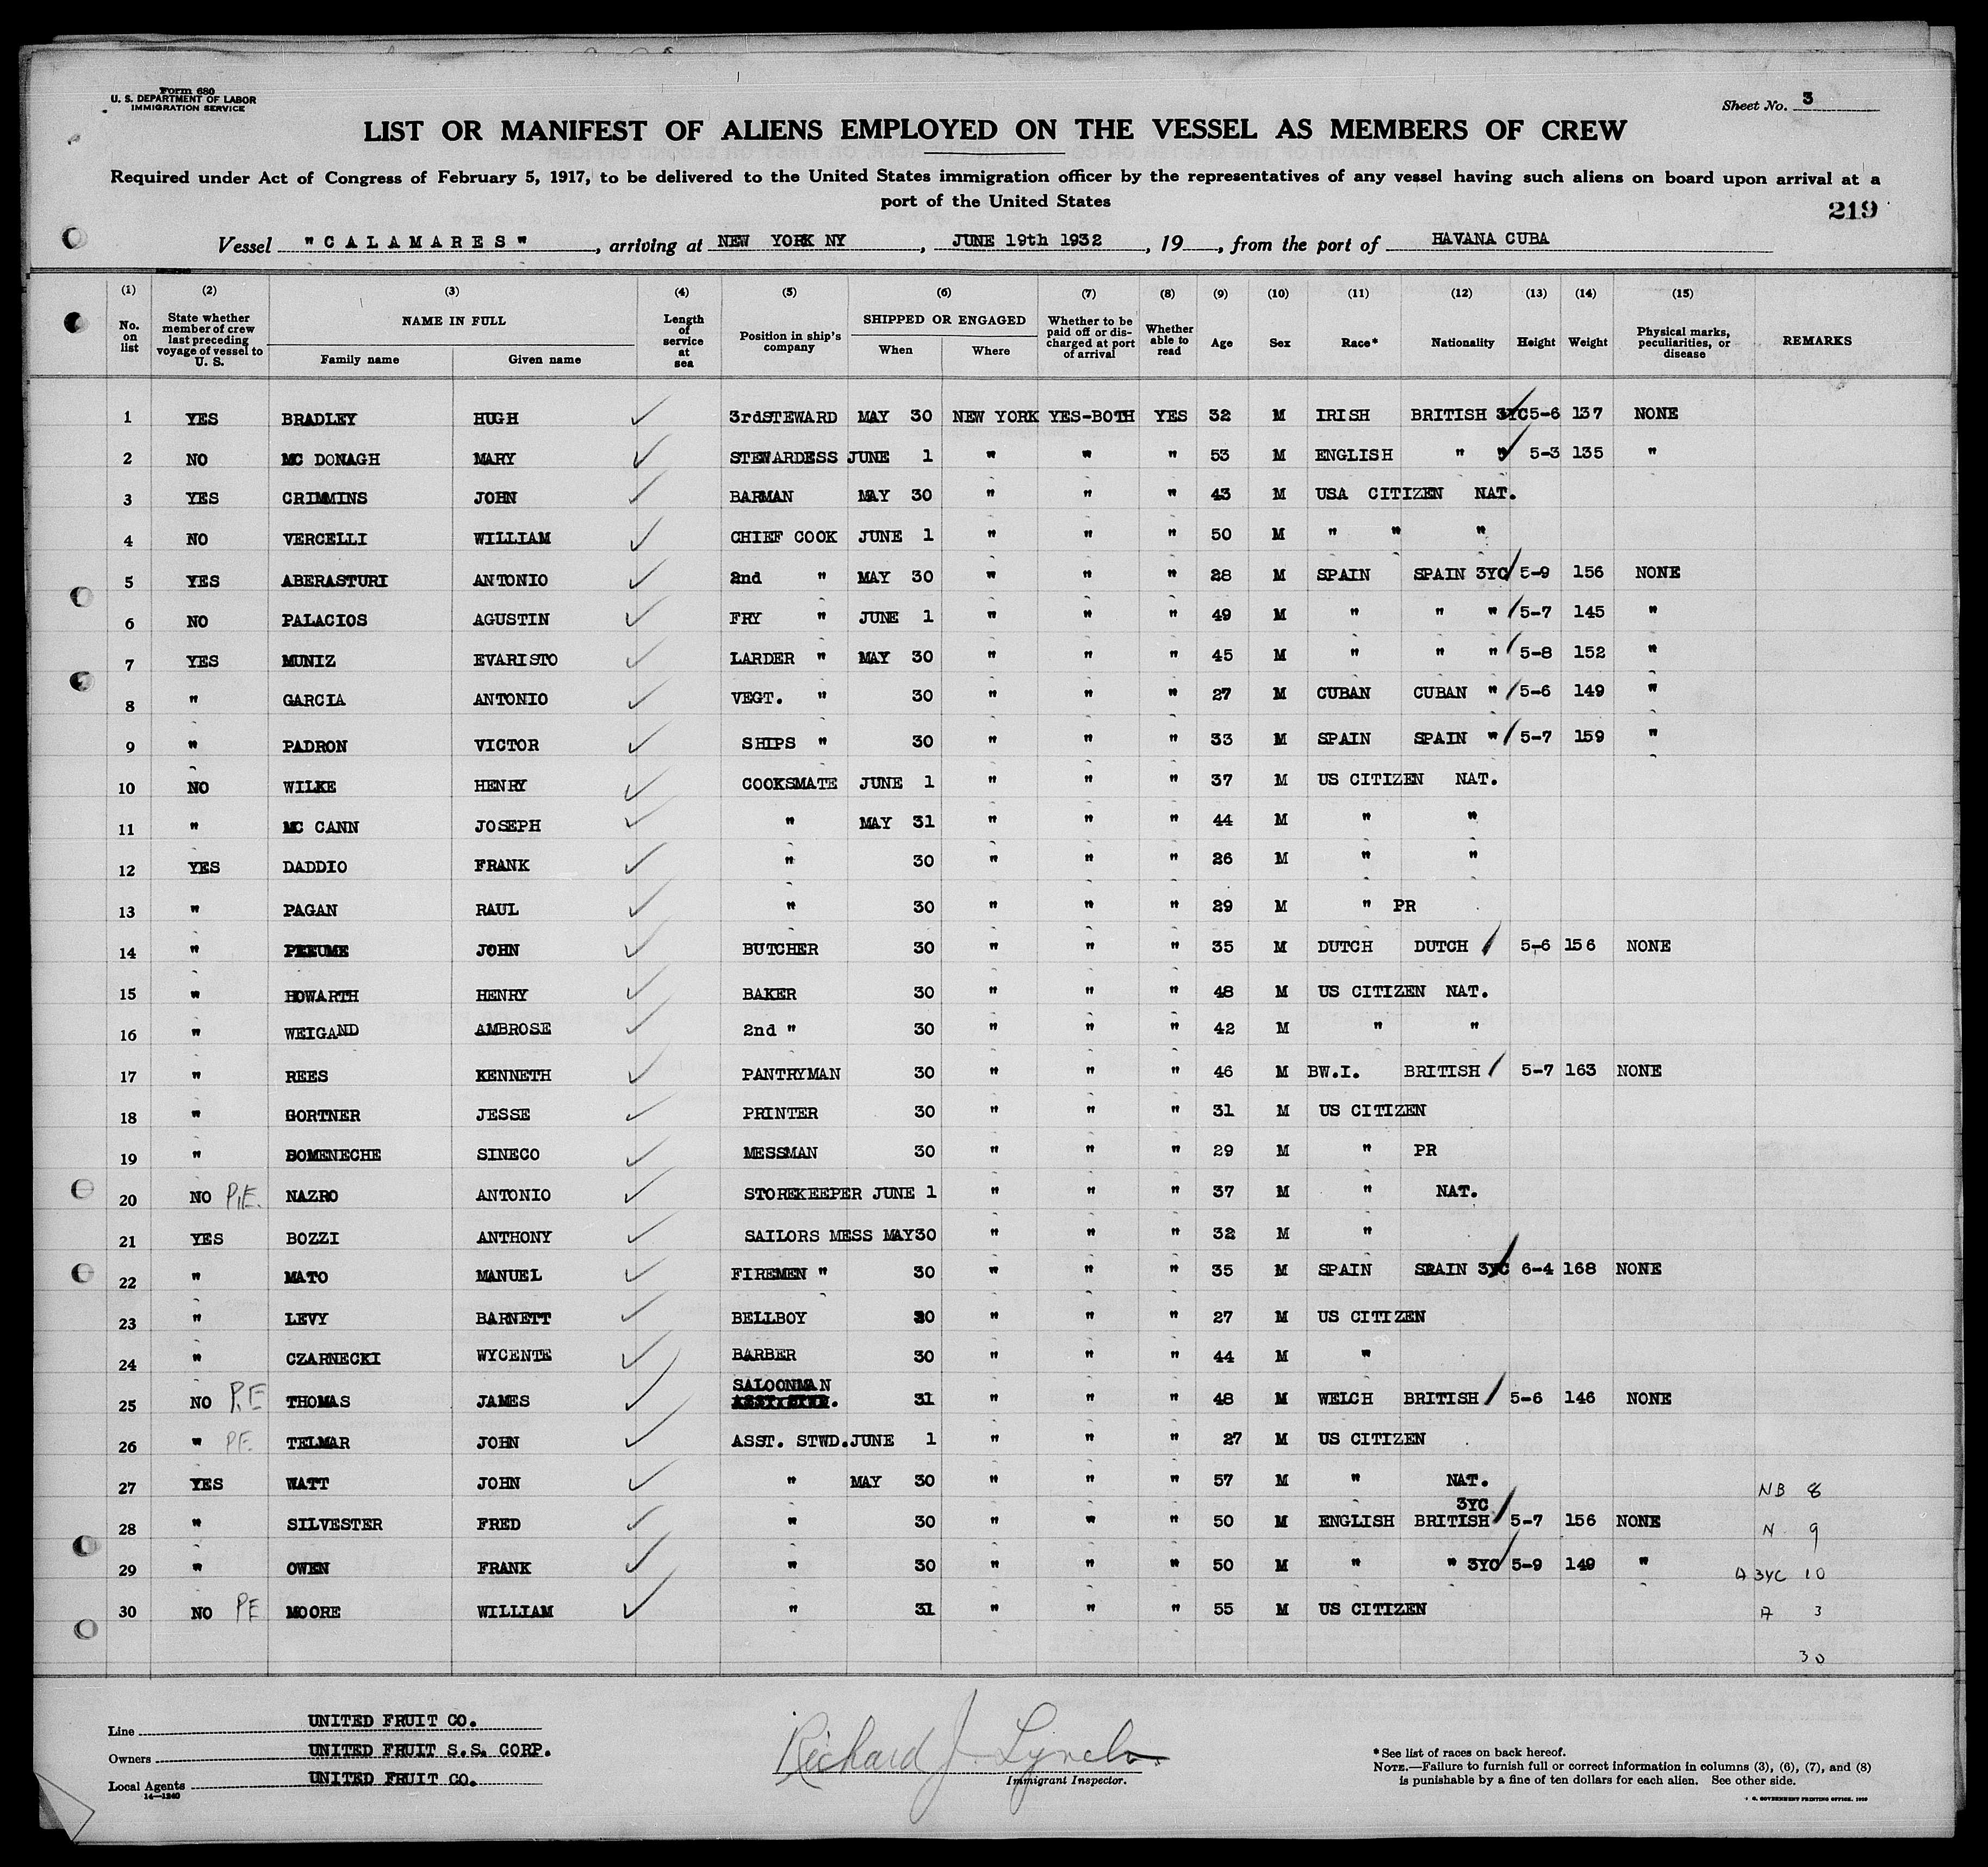 Form 680
U. S. DEPARTMENT OF LABOR
IMMIGRATION SERVICE
Sheet No. 3
LIST OR MANIFEST OF ALIENS EMPLOYED ON THE VESSEL AS MEMBERS OF CREW
Required under Act of Congress of February 5, 1917, to be delivered to the United States immigration officer by the representatives of any vessel having such aliens on board upon arrival at a
port of the United States
219
Vessel "CALAMARES", arriving at NEW YORK NY, JUNE 19th 1932, 19, from the port of HAVANA CUBA
(1) (2) (3) (4) (5) (6) (7) (8) (9) (10) (11) (12) (13) (14) (15)
No. on list State whether member of crew last preceding voyage of vessel to U. S. NAME IN FULL Family name Given name Length of service at sea Position in ship's company SHIPPED OR ENGAGED When Where Whether to be paid off or discharged at port of arrival Whether able to read Age Sex Race* Nationality Height Weight Physical marks, peculiarities, or disease REMARKS
1 YES BRADLEY HUGH ✓ 3rdSTEWARD MAY 30 NEW YORK YES-BOTH YES 32 M IRISH BRITISH 3YC 5-6 137 NONE
2 NO MC DONAGH MARY ✓ STEWARDESS JUNE 1 " " " 53 M ENGLISH " " 5-3 135 "
3 YES CRIMMINS JOHN ✓ BARMAN MAY 30 " " " 43 M USA CITIZEN NAT.
4 NO VERCELLI WILLIAM ✓ CHIEF COOK JUNE 1 " " " 50 M " " "
5 YES ABERASTURI ANTONIO ✓ 2nd " MAY 30 " " " 28 M SPAIN SPAIN 3YC 5-9 156 NONE
6 NO PALACIOS AGUSTIN ✓ FRY " JUNE 1 " " " 49 M " " " 5-7 145 "
7 YES MUNIZ EVARISTO ✓ LARDER " MAY 30 " " " 45 M " " " 5-8 152 "
8 " GARCIA ANTONIO ✓ VEGT. " 30 " " " 27 M CUBAN CUBAN " 5-6 149 "
9 " PADRON VICTOR ✓ SHIPS " 30 " " " 33 M SPAIN SPAIN " 5-7 159 "
10 NO WILKE HENRY ✓ COOKSMATE JUNE 1 " " " 37 M US CITIZEN NAT.
11 " MC CANN JOSEPH ✓ " MAY 31 " " " 44 M " "
12 YES DADDIO FRANK ✓ " 30 " " " 26 M " "
13 " PAGAN RAUL ✓ " 30 " " " 29 M " PR
14 " JOHN ✓ BUTCHER 30 " " " 35 M DUTCH DUTCH 5-6 156 NONE
15 " HOWARTH HENRY ✓ BAKER 30 " " " 48 M US CITIZEN NAT.
16 " WEIGAND AMBROSE ✓ 2nd " 30 " " " 42 M " "
17 " REES KENNETH ✓ PANTRYMAN 30 " " " 46 M BW.I. BRITISH 5-7 163 NONE
18 " GORTNER JESSE ✓ PRINTER 30 " " " 31 M US CITIZEN
19 " DOMENECHE SINECO ✓ MESSMAN 30 " " " 29 M " PR
20 NO P.E. NAZRO ANTONIO ✓ STOREKEEPER JUNE 1 " " " 37 M " NAT.
21 YES BOZZI ANTHONY ✓ SAILORS MESS MAY30 " " " 32 M "
22 " MATO MANUEL ✓ FIREMEN " 30 " " " 35 M SPAIN SPAIN 3YC 6-4 168 NONE
23 " LEVY BARNETT ✓ BELLBOY 30 " " " 27 M US CITIZEN
24 " CZARNECKI WYCENTE ✓ BARBER 30 " " " 44 M "
25 NO P.E THOMAS JAMES ✓ SALOONMAN 31 " " " 48 M WELCH BRITISH 5-6 146 NONE
26 " P.E. TELMAR JOHN ✓ ASST. STWD. JUNE 1 " " " 27 M US CITIZEN
27 YES WATT JOHN ✓ " MAY 30 " " " 57 M " NAT. NB 8
28 " SILVESTER FRED ✓ " 30 " " " 50 M ENGLISH BRITISH 3YC 5-7 156 NONE N 9
29 " OWEN FRANK ✓ " 30 " " " 50 M " " 3YC 5-9 149 " A 3YC 10
30 NO PE MOORE WILLIAM ✓ " 31 " " " 55 M US CITIZEN A 3
30
Line UNITED FRUIT CO.
Owners UNITED FRUIT S.S. CORP.
Local Agents UNITED FRUIT CO.
14—1240
Richard J. Lynch
Immigrant Inspector.
* See list of races on back hereof.
NOTE.—Failure to furnish full or correct information in columns (3), (6), (7), and (8)
is punishable by a fine of ten dollars for each alien. See other side.
GOVERNMENT PRINTING OFFICE